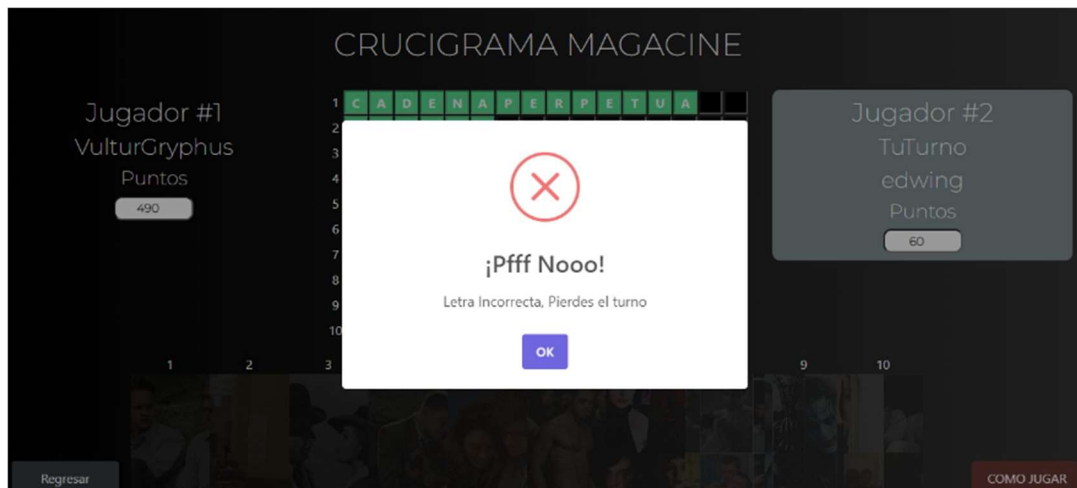 CRUCIGRAMA MAGACINE
Jugador #1
VulturGryphus
Puntos
490
1 C A D E N A P E R P E T U A
2
3
4
5
6
7
8
9
10
¡Pfff Nooo!
Letra Incorrecta, Pierdes el turno
OK
Jugador #2
TuTurno
edwing
Puntos
60
1 2 3 9 10
Regresar
COMO JUGAR